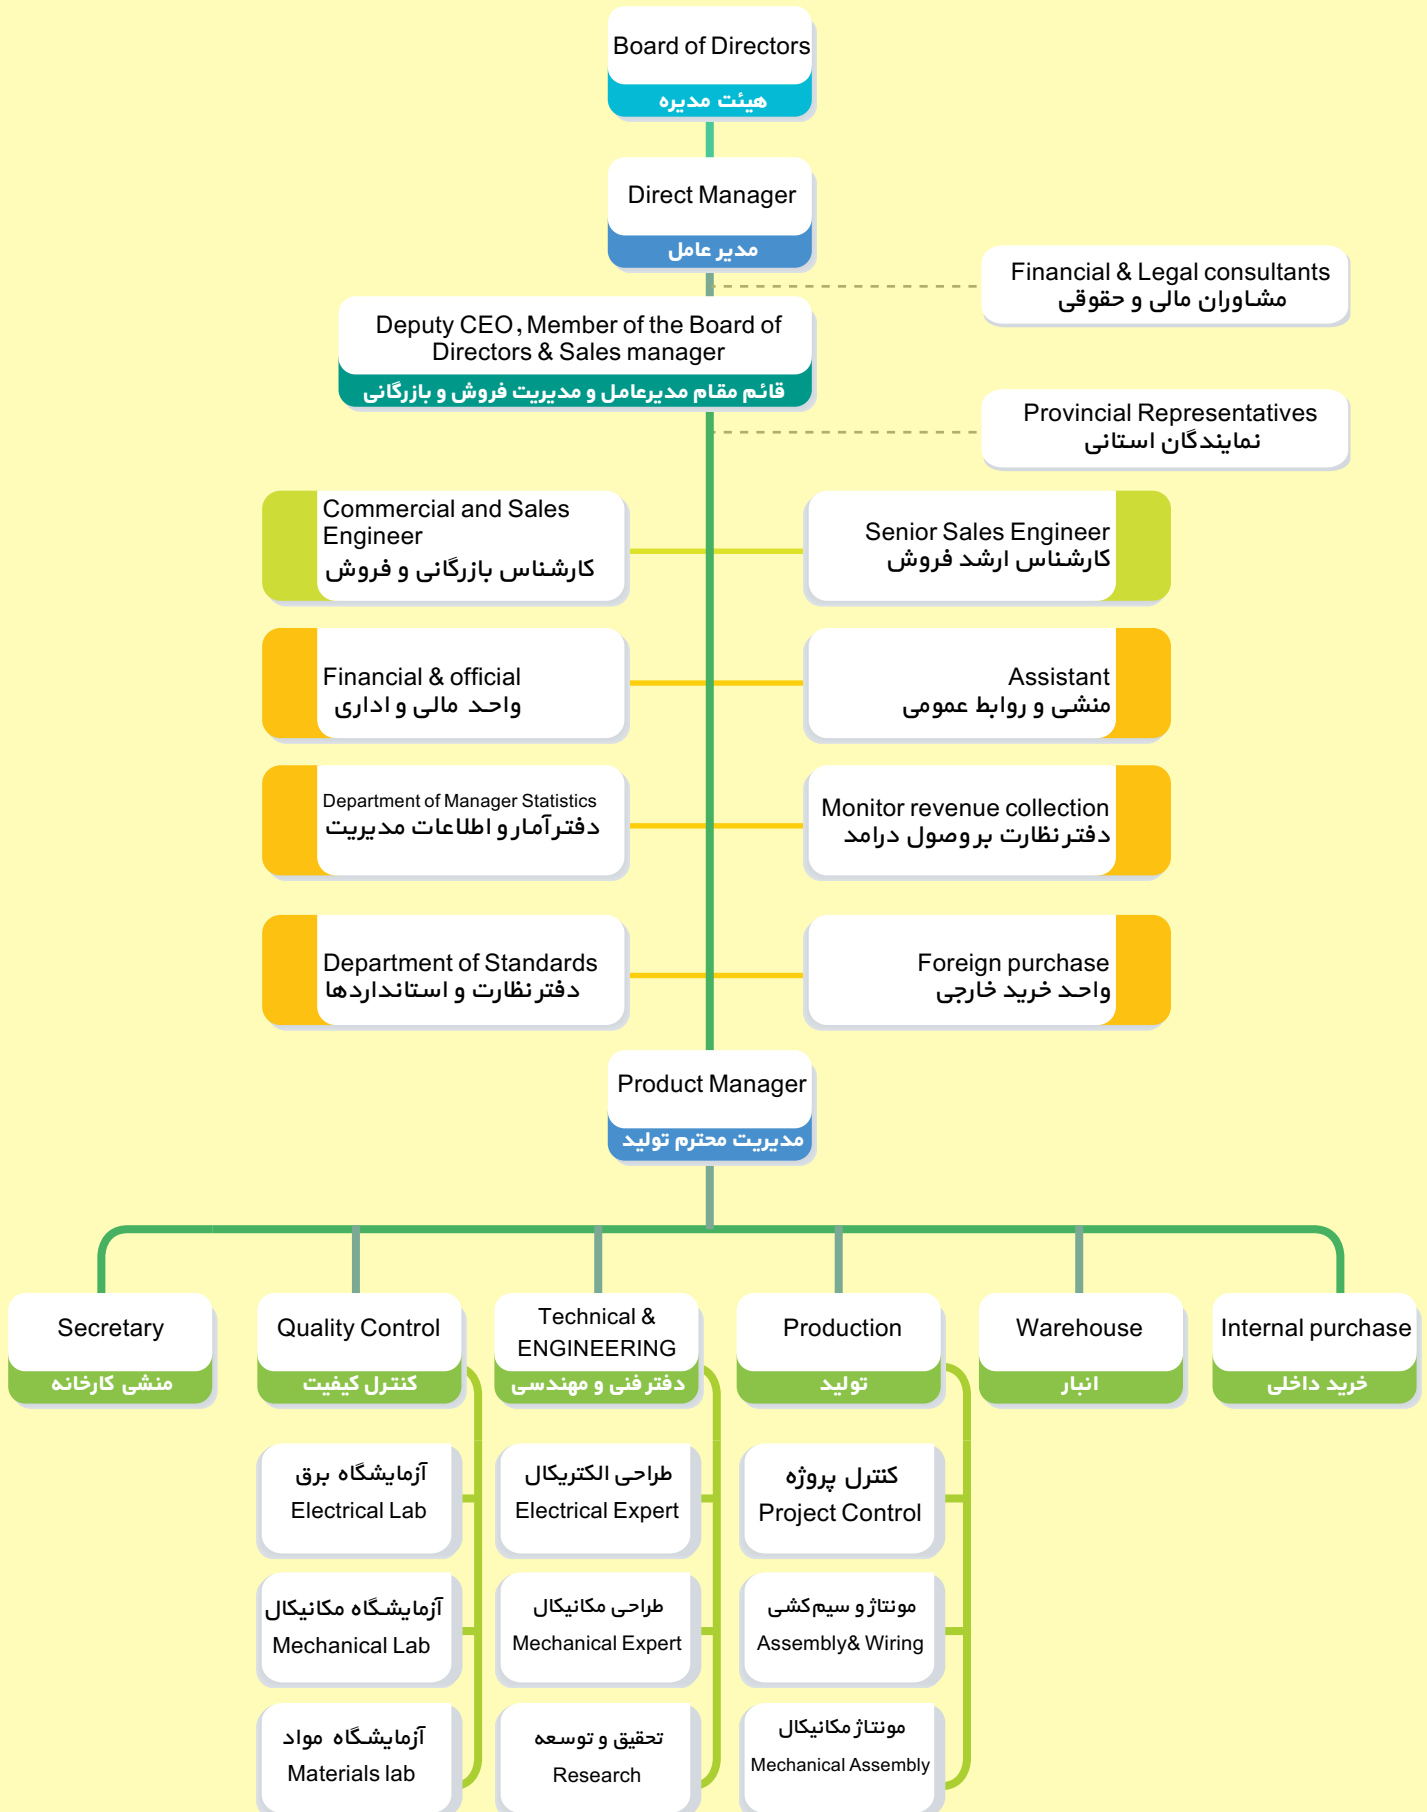 Board of Directors
هیئت مدیره
Direct Manager
مدیر عامل
Financial & Legal consultants
مشاوران مالی و حقوقی
Deputy CEO, Member of the Board of
Directors & Sales manager
قائم مقام مدیرعامل و مدیریت فروش و بازرگانی
Provincial Representatives
نمایندگان استانی
Commercial and Sales
Engineer
کارشناس بازرگانی و فروش
Senior Sales Engineer
کارشناس ارشد فروش
Financial & official
واحد مالی و اداری
Assistant
منشی و روابط عمومی
Department of Manager Statistics
دفتر آمار و اطلاعات مدیریت
Monitor revenue collection
دفتر نظارت بر وصول درامد
Department of Standards
دفتر نظارت و استانداردها
Foreign purchase
واحد خرید خارجی
Product Manager
مدیریت محترم تولید
Secretary
منشی کارخانه
Quality Control
کنترل کیفیت
Technical &
ENGINEERING
دفتر فنی و مهندسی
Production
تولید
Warehouse
انبار
Internal purchase
خرید داخلی
آزمایشگاه برق
Electrical Lab
طراحی الکتریکال
Electrical Expert
کنترل پروژه
Project Control
آزمایشگاه مکانیکال
Mechanical Lab
طراحی مکانیکال
Mechanical Expert
مونتاژ و سیم کشی
Assembly& Wiring
آزمایشگاه مواد
Materials lab
تحقیق و توسعه
Research
مونتاژ مکانیکال
Mechanical Assembly